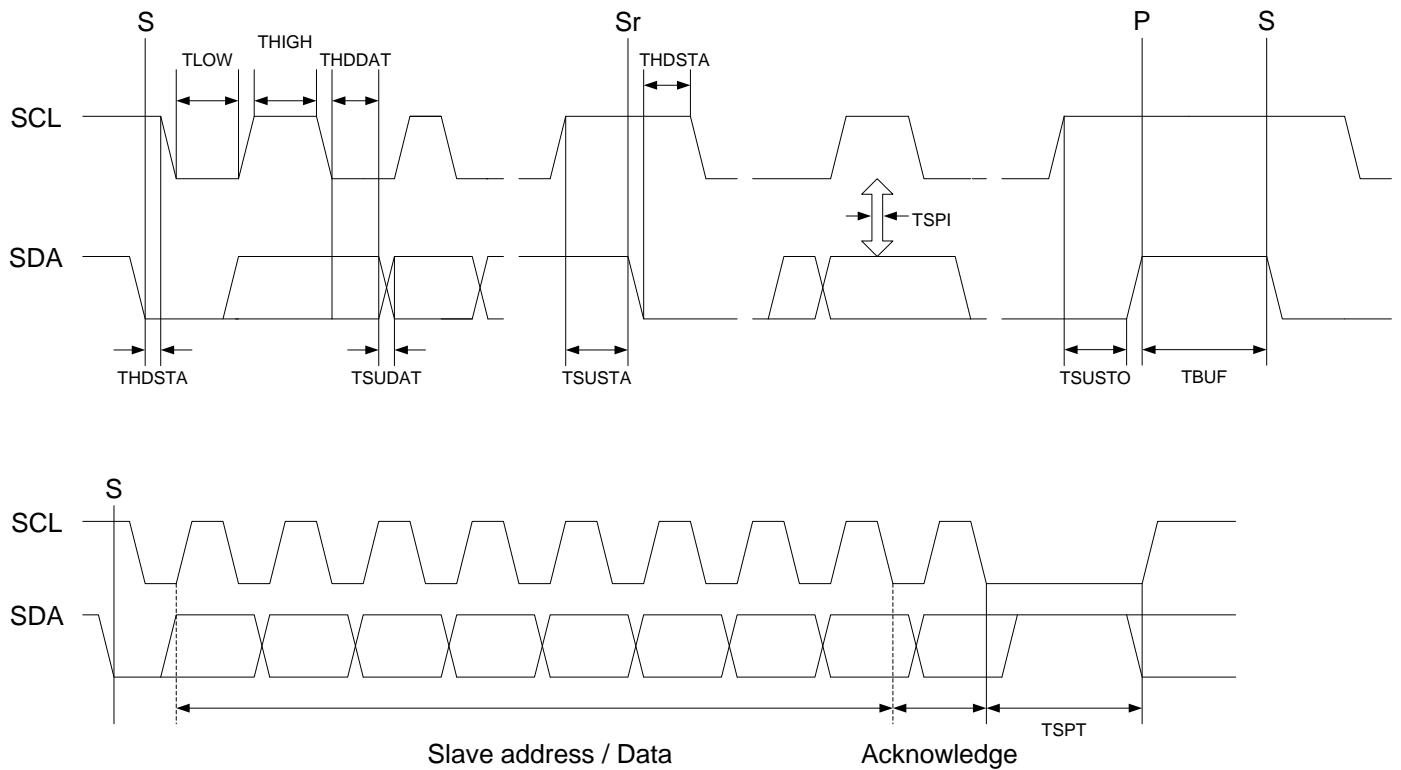 S Sr P S
THIGH
TLOW THDDAT THDSTA
SCL
TSPI
SDA
THDSTA TSUDAT TSUSTA TSUSTO TBUF
S
SCL
SDA
TSPT
Slave address / Data Acknowledge